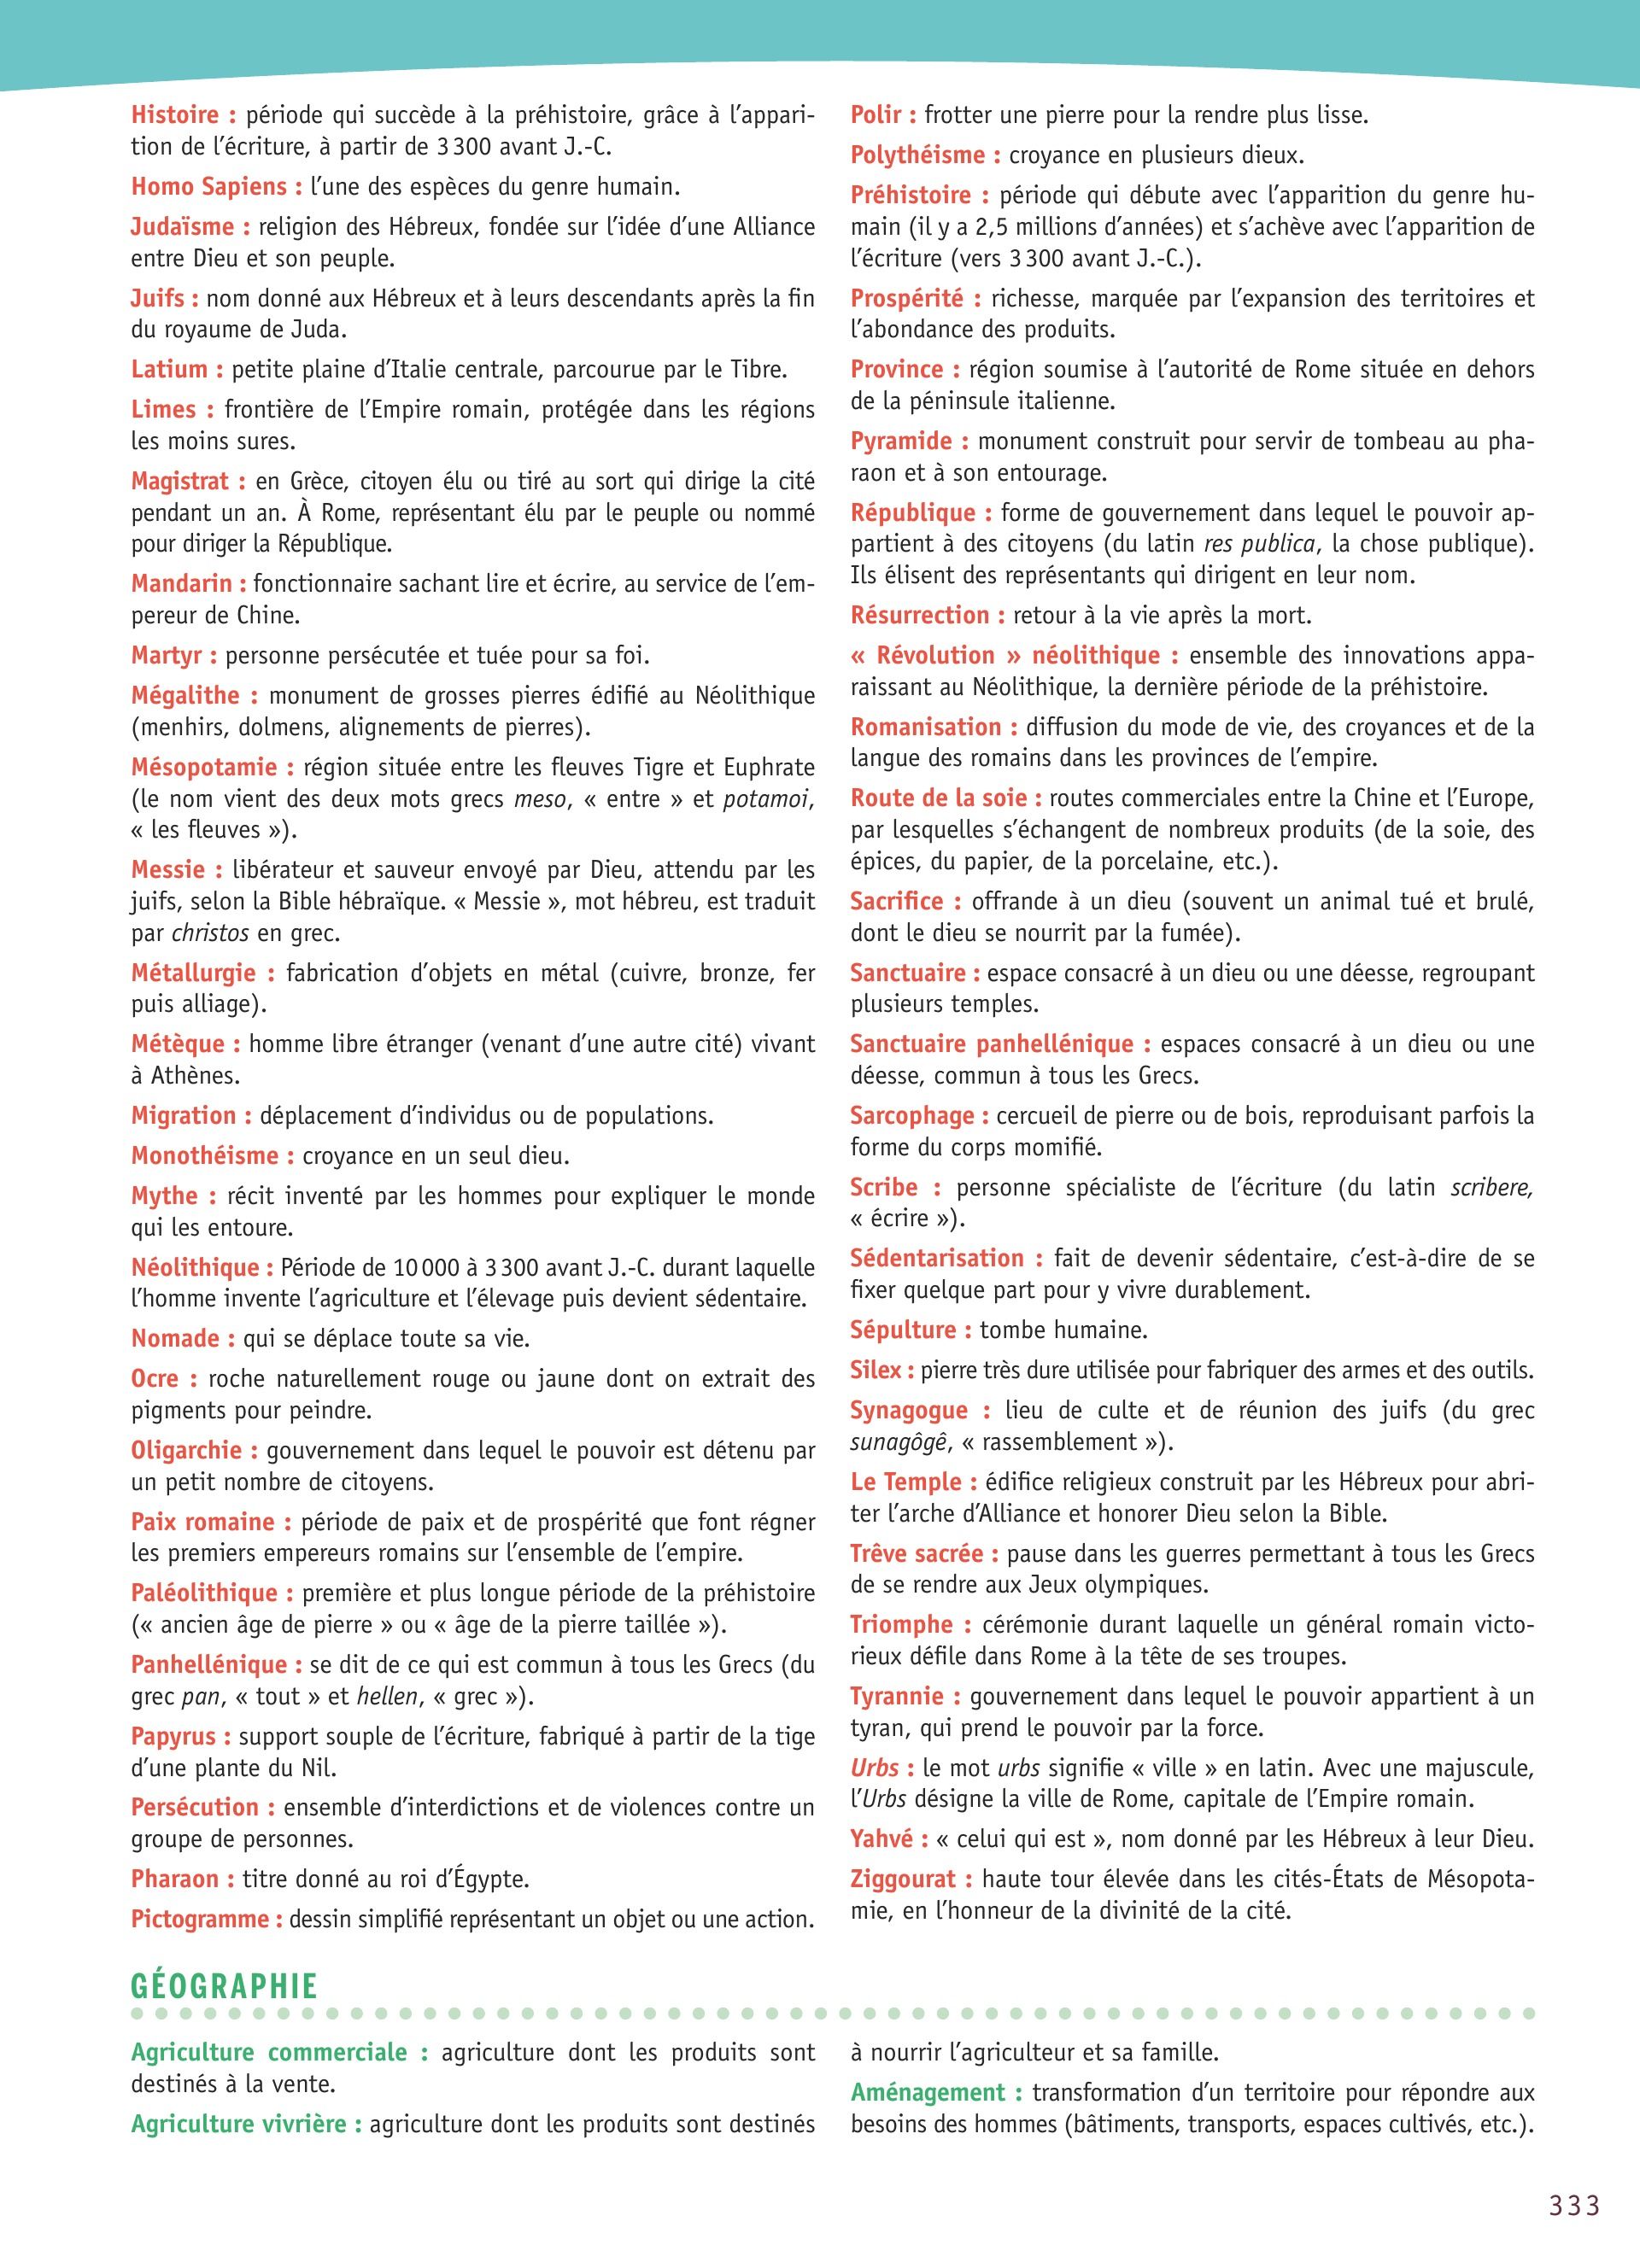 Histoire : période qui succède à la préhistoire, grâce à l'appari-
tion de l'écriture, à partir de 3 300 avant J.-C.
Homo Sapiens : l'une des espèces du genre humain.
Judaïsme : religion des Hébreux, fondée sur l'idée d'une Alliance
entre Dieu et son peuple.
Juifs : nom donné aux Hébreux et à leurs descendants après la fin
du royaume de Juda.
Latium : petite plaine d'Italie centrale, parcourue par le Tibre.
Limes : frontière de l'Empire romain, protégée dans les régions
les moins sures.
Magistrat : en Grèce, citoyen élu ou tiré au sort qui dirige la cité
pendant un an. À Rome, représentant élu par le peuple ou nommé
pour diriger la République.
Mandarin : fonctionnaire sachant lire et écrire, au service de l'em-
pereur de Chine.
Martyr : personne persécutée et tuée pour sa foi.
Mégalithe : monument de grosses pierres édifié au Néolithique
(menhirs, dolmens, alignements de pierres).
Mésopotamie : région située entre les fleuves Tigre et Euphrate
(le nom vient des deux mots grecs meso, « entre » et potamoi,
« les fleuves »).
Messie : libérateur et sauveur envoyé par Dieu, attendu par les
juifs, selon la Bible hébraïque. « Messie », mot hébreu, est traduit
par christos en grec.
Métallurgie : fabrication d'objets en métal (cuivre, bronze, fer
puis alliage).
Métèque : homme libre étranger (venant d'une autre cité) vivant
à Athènes.
Migration : déplacement d'individus ou de populations.
Monothéisme : croyance en un seul dieu.
Mythe : récit inventé par les hommes pour expliquer le monde
qui les entoure.
Néolithique : Période de 10 000 à 3 300 avant J.-C. durant laquelle
l'homme invente l'agriculture et l'élevage puis devient sédentaire.
Nomade : qui se déplace toute sa vie.
Ocre : roche naturellement rouge ou jaune dont on extrait des
pigments pour peindre.
Oligarchie : gouvernement dans lequel le pouvoir est détenu par
un petit nombre de citoyens.
Paix romaine : période de paix et de prospérité que font régner
les premiers empereurs romains sur l'ensemble de l'empire.
Paléolithique : première et plus longue période de la préhistoire
(« ancien âge de pierre » ou « âge de la pierre taillée »).
Panhellénique : se dit de ce qui est commun à tous les Grecs (du
grec pan, « tout » et hellen, « grec »).
Papyrus : support souple de l'écriture, fabriqué à partir de la tige
d'une plante du Nil.
Persécution : ensemble d'interdictions et de violences contre un
groupe de personnes.
Pharaon : titre donné au roi d'Égypte.
Pictogramme : dessin simplifié représentant un objet ou une action.
Polir : frotter une pierre pour la rendre plus lisse.
Polythéisme : croyance en plusieurs dieux.
Préhistoire : période qui débute avec l'apparition du genre hu-
main (il y a 2,5 millions d'années) et s'achève avec l'apparition de
l'écriture (vers 3 300 avant J.-C.).
Prospérité : richesse, marquée par l'expansion des territoires et
l'abondance des produits.
Province : région soumise à l'autorité de Rome située en dehors
de la péninsule italienne.
Pyramide : monument construit pour servir de tombeau au pha-
raon et à son entourage.
République : forme de gouvernement dans lequel le pouvoir ap-
partient à des citoyens (du latin res publica, la chose publique).
Ils élisent des représentants qui dirigent en leur nom.
Résurrection : retour à la vie après la mort.
« Révolution » néolithique : ensemble des innovations appa-
raissant au Néolithique, la dernière période de la préhistoire.
Romanisation : diffusion du mode de vie, des croyances et de la
langue des romains dans les provinces de l'empire.
Route de la soie : routes commerciales entre la Chine et l'Europe,
par lesquelles s'échangent de nombreux produits (de la soie, des
épices, du papier, de la porcelaine, etc.).
Sacrifice : offrande à un dieu (souvent un animal tué et brulé,
dont le dieu se nourrit par la fumée).
Sanctuaire : espace consacré à un dieu ou une déesse, regroupant
plusieurs temples.
Sanctuaire panhellénique : espaces consacré à un dieu ou une
déesse, commun à tous les Grecs.
Sarcophage : cercueil de pierre ou de bois, reproduisant parfois la
forme du corps momifié.
Scribe : personne spécialiste de l'écriture (du latin scribere,
« écrire »).
Sédentarisation : fait de devenir sédentaire, c'est-à-dire de se
fixer quelque part pour y vivre durablement.
Sépulture : tombe humaine.
Silex : pierre très dure utilisée pour fabriquer des armes et des outils.
Synagogue : lieu de culte et de réunion des juifs (du grec
sunagôgê, « rassemblement »).
Le Temple : édifice religieux construit par les Hébreux pour abri-
ter l'arche d'Alliance et honorer Dieu selon la Bible.
Trêve sacrée : pause dans les guerres permettant à tous les Grecs
de se rendre aux Jeux olympiques.
Triomphe : cérémonie durant laquelle un général romain victo-
rieux défile dans Rome à la tête de ses troupes.
Tyrannie : gouvernement dans lequel le pouvoir appartient à un
tyran, qui prend le pouvoir par la force.
Urbs : le mot urbs signifie « ville » en latin. Avec une majuscule,
l'Urbs désigne la ville de Rome, capitale de l'Empire romain.
Yahvé : « celui qui est », nom donné par les Hébreux à leur Dieu.
Ziggourat : haute tour élevée dans les cités-États de Mésopota-
mie, en l'honneur de la divinité de la cité.
GÉOGRAPHIE
Agriculture commerciale : agriculture dont les produits sont
destinés à la vente.
Agriculture vivrière : agriculture dont les produits sont destinés
à nourrir l'agriculteur et sa famille.
Aménagement : transformation d'un territoire pour répondre aux
besoins des hommes (bâtiments, transports, espaces cultivés, etc.).
333